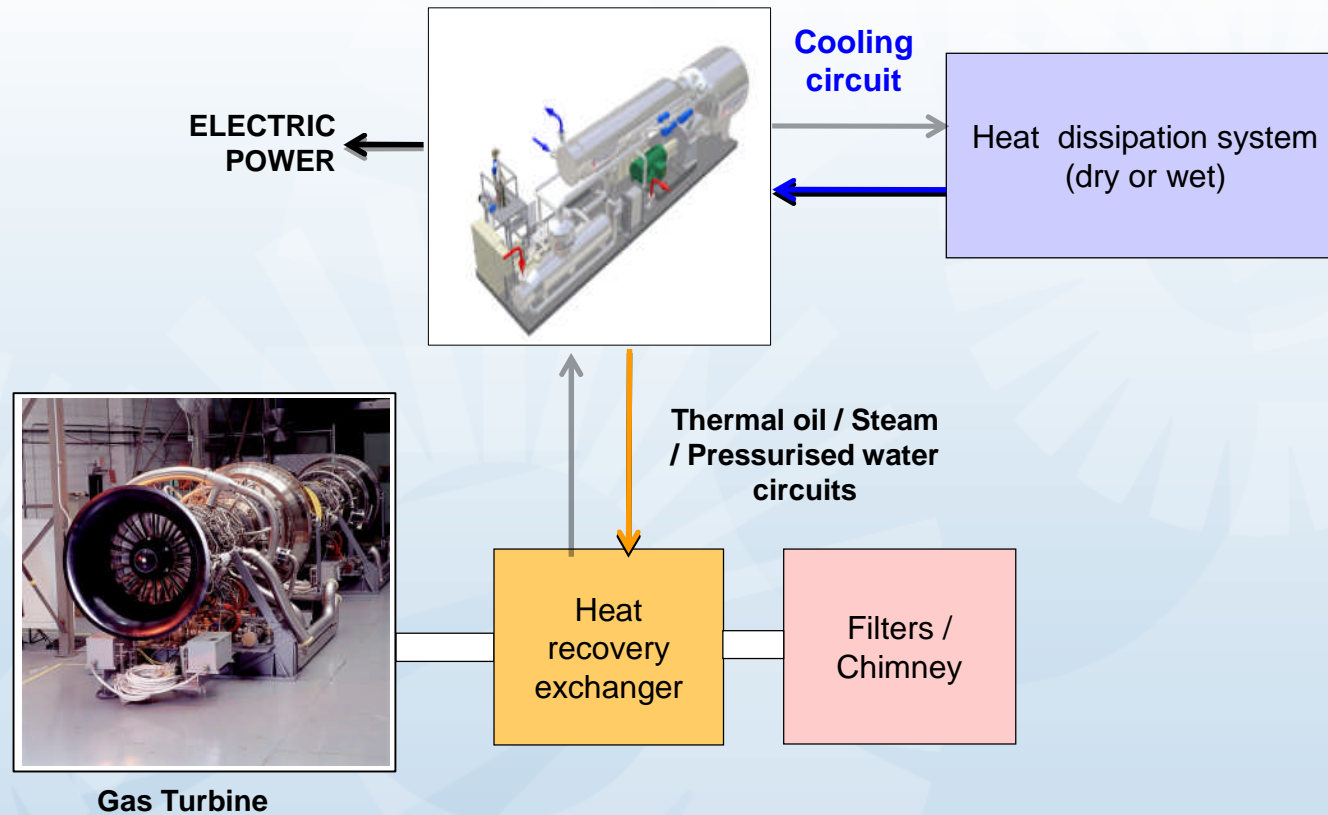 Cooling
circuit
ELECTRIC
POWER
Heat dissipation system
(dry or wet)
Thermal oil / Steam
/ Pressurised water
circuits
Heat
recovery
exchanger
Filters /
Chimney
Gas Turbine